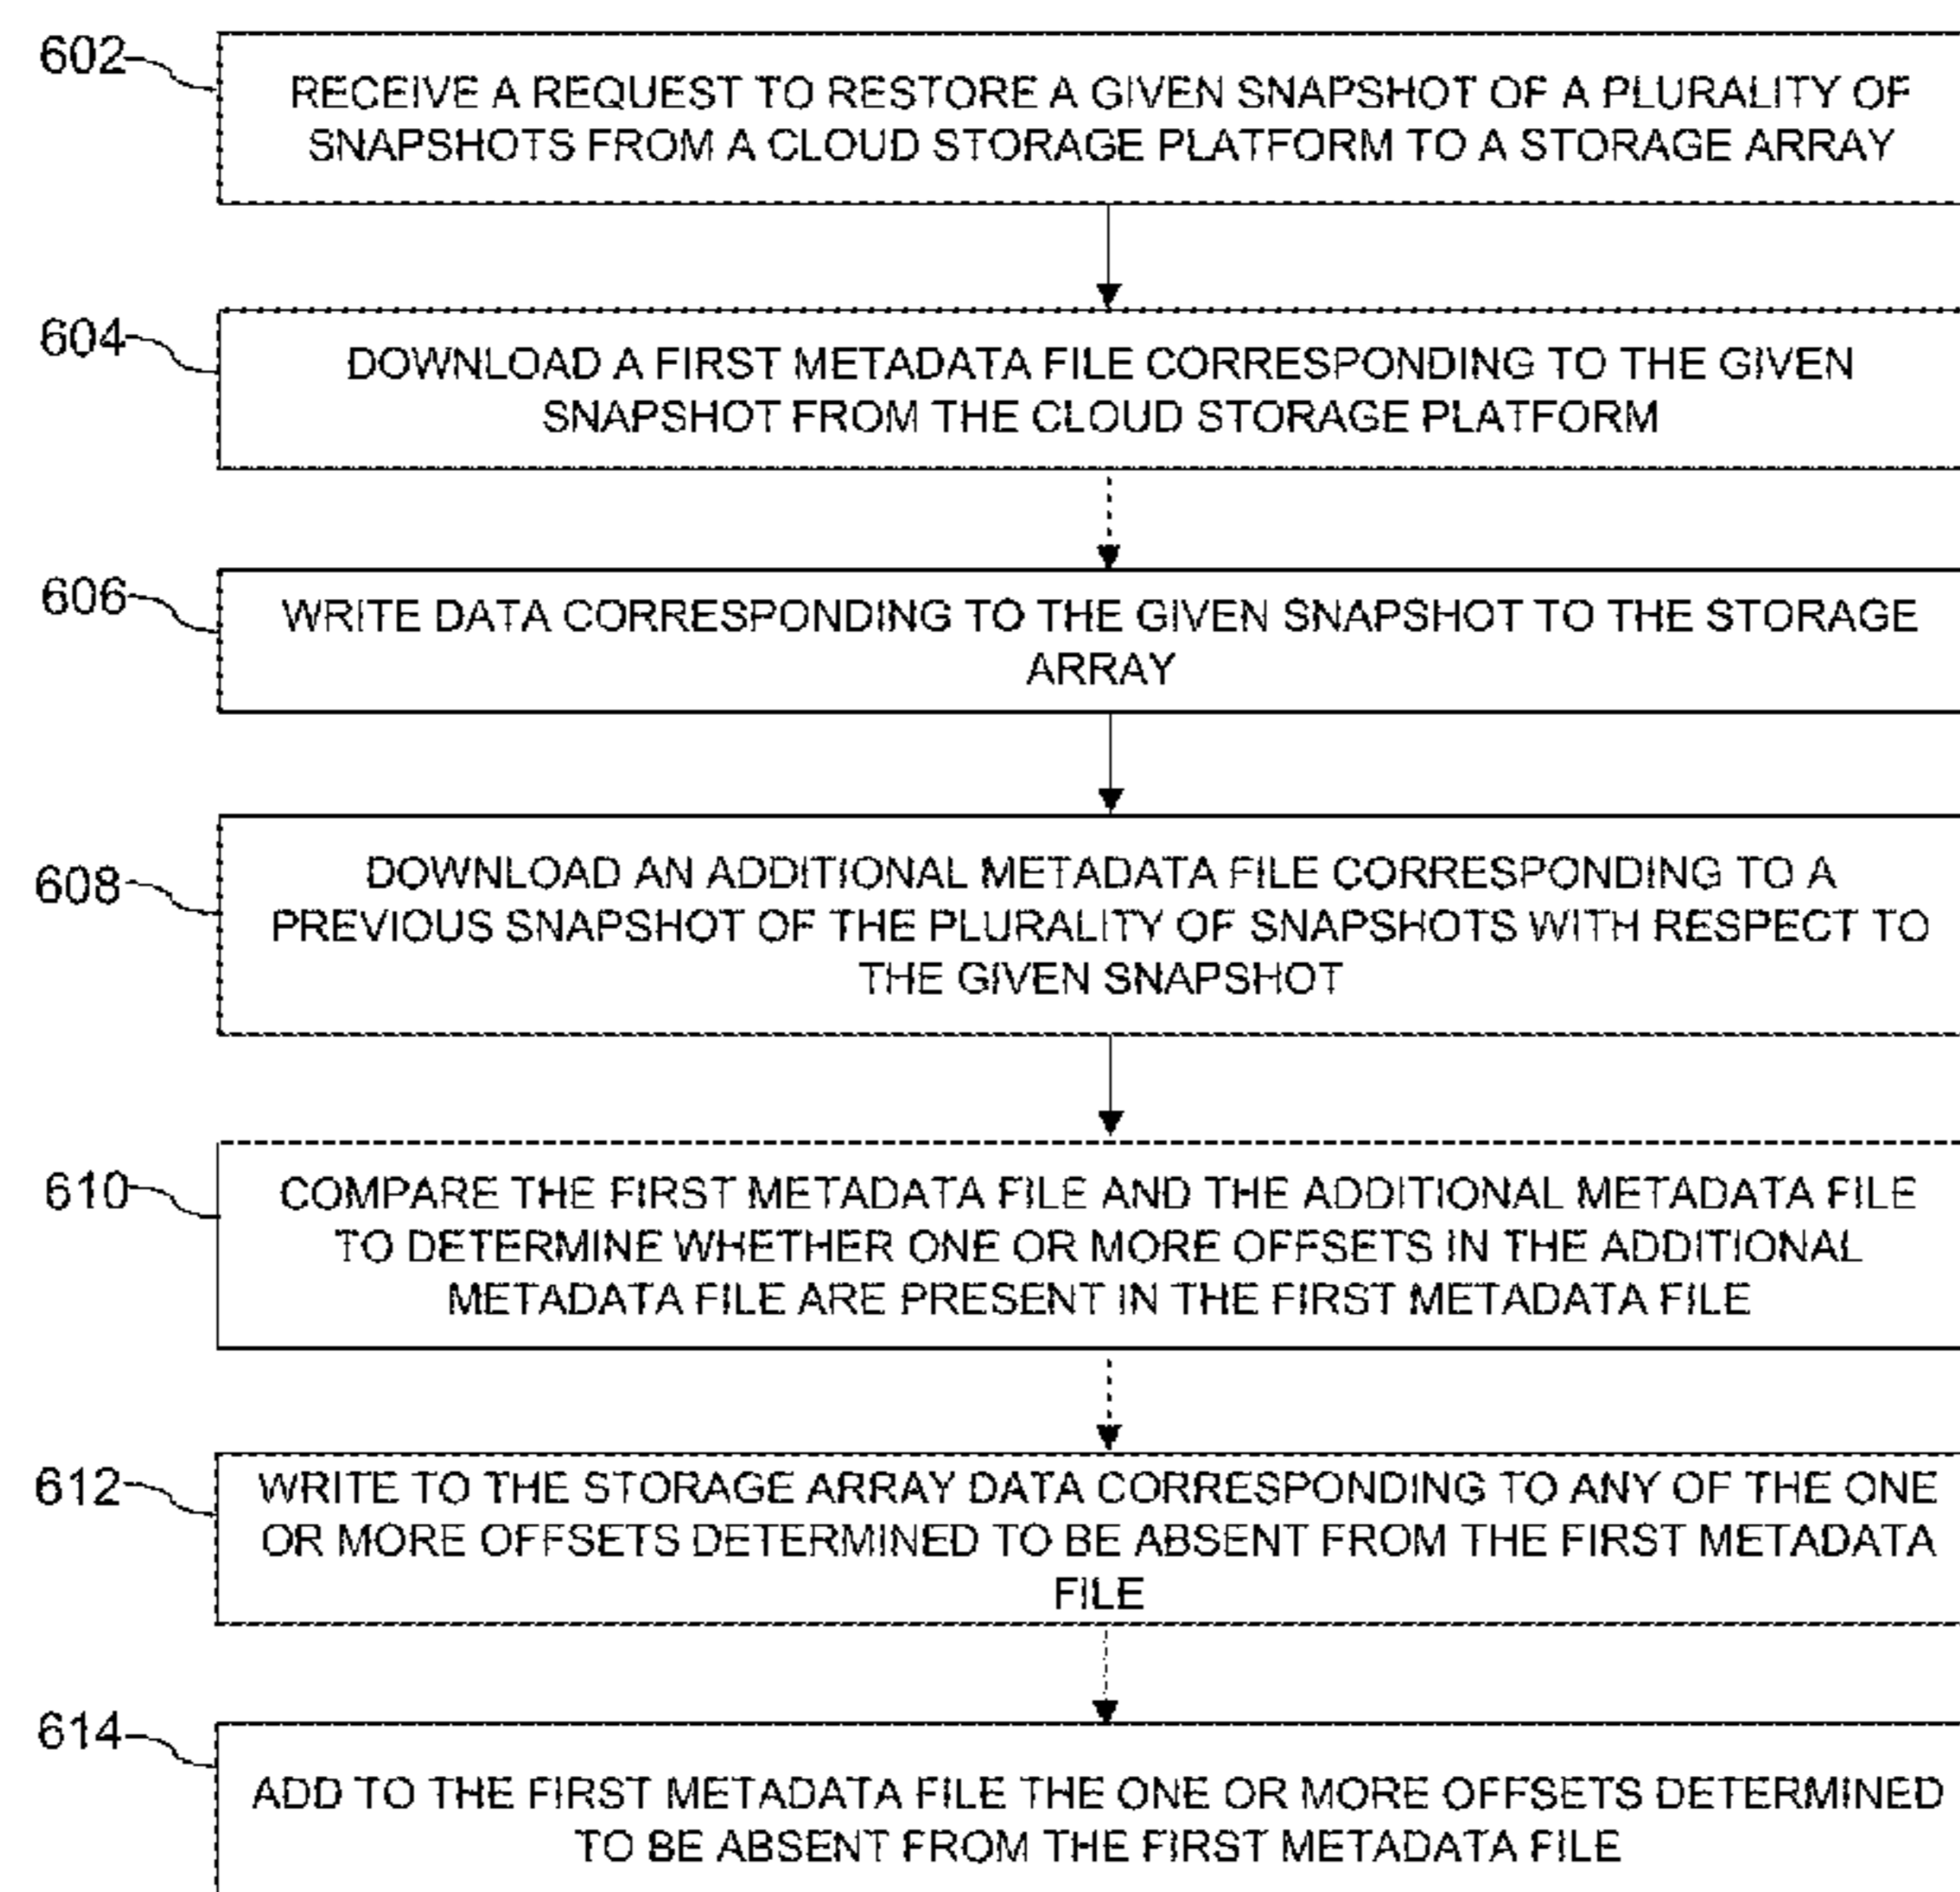 602
RECEIVE A REQUEST TO RESTORE A GIVEN SNAPSHOT OF A PLURALITY OF
SNAPSHOTS FROM A CLOUD STORAGE PLATFORM TO A STORAGE ARRAY
604
DOWNLOAD A FIRST METADATA FILE CORRESPONDING TO THE GIVEN
SNAPSHOT FROM THE CLOUD STORAGE PLATFORM
606
WRITE DATA CORRESPONDING TO THE GIVEN SNAPSHOT TO THE STORAGE
ARRAY
608
DOWNLOAD AN ADDITIONAL METADATA FILE CORRESPONDING TO A
PREVIOUS SNAPSHOT OF THE PLURALITY OF SNAPSHOTS WITH RESPECT TO
THE GIVEN SNAPSHOT
610
COMPARE THE FIRST METADATA FILE AND THE ADDITIONAL METADATA FILE
TO DETERMINE WHETHER ONE OR MORE OFFSETS IN THE ADDITIONAL
METADATA FILE ARE PRESENT IN THE FIRST METADATA FILE
612
WRITE TO THE STORAGE ARRAY DATA CORRESPONDING TO ANY OF THE ONE
OR MORE OFFSETS DETERMINED TO BE ABSENT FROM THE FIRST METADATA
FILE
614
ADD TO THE FIRST METADATA FILE THE ONE OR MORE OFFSETS DETERMINED
TO BE ABSENT FROM THE FIRST METADATA FILE